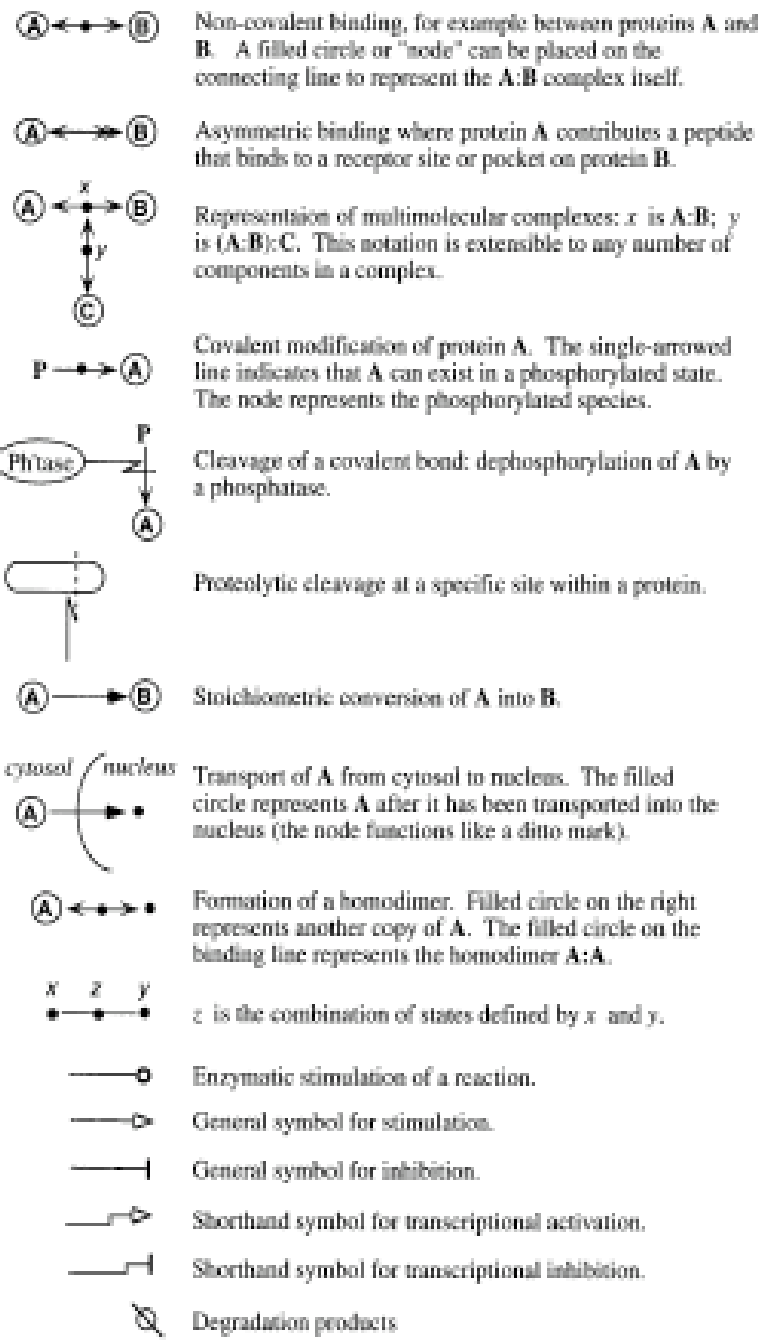 A B Non-covalent binding, for example between proteins A and
B. A filled circle or "node" can be placed on the
connecting line to represent the A:B complex itself.
A B Asymmetric binding where protein A contributes a peptide
that binds to a receptor site or pocket on protein B.
x
A B Representaion of multimolecular complexes: x is A:B; y
y is (A:B):C. This notation is extensible to any number of
components in a complex.
C
Covalent modification of protein A. The single-arrowed
P A line indicates that A can exist in a phosphorylated state.
The node represents the phosphorylated species.
P
Ph'tase Cleavage of a covalent bond: dephosphorylation of A by
a phosphatase.
A
Proteolytic cleavage at a specific site within a protein.
A B Stoichiometric conversion of A into B.
cytosol nucleus Transport of A from cytosol to nucleus. The filled
A circle represents A after it has been transported into the
nucleus (the node functions like a ditto mark).
A Formation of a homodimer. Filled circle on the right
represents another copy of A. The filled circle on the
binding line represents the homodimer A:A.
x z y
z is the combination of states defined by x and y.
Enzymatic stimulation of a reaction.
General symbol for stimulation.
General symbol for inhibition.
Shorthand symbol for transcriptional activation.
Shorthand symbol for transcriptional inhibition.
Degradation products